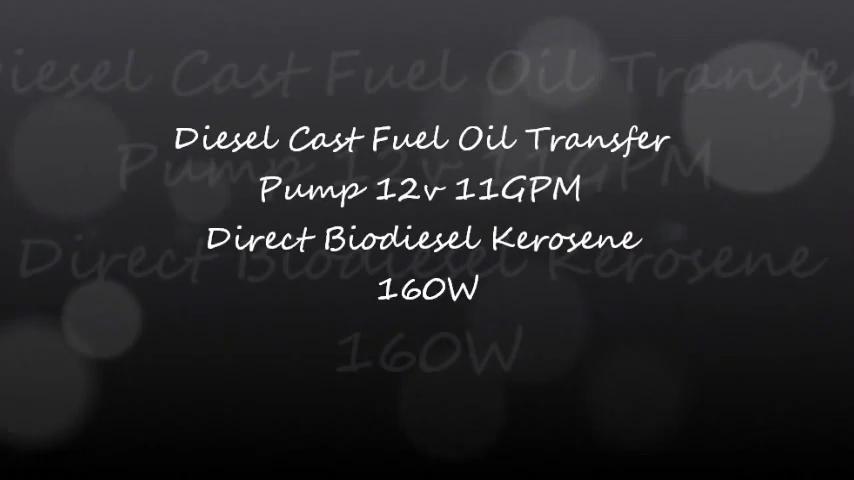 Diesel Cast Fuel Oil Transfer
Pump 12v 11GPM
Direct Biodiesel Kerosene
160W